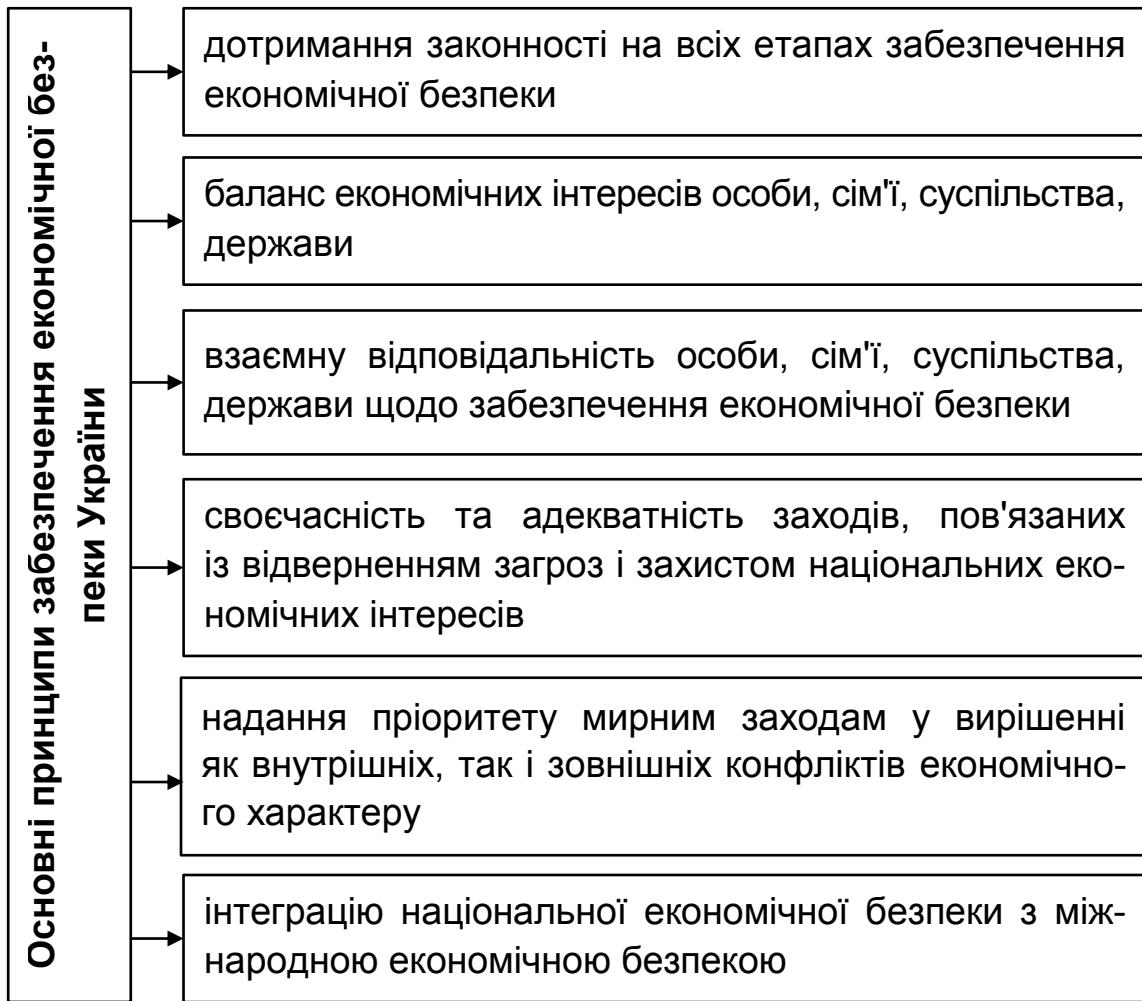 Основні принципи забезпечення економічної без-
пеки України
дотримання законності на всіх етапах забезпечення
економічної безпеки
баланс економічних інтересів особи, сім'ї, суспільства,
держави
взаємну відповідальність особи, сім'ї, суспільства,
держави щодо забезпечення економічної безпеки
своєчасність та адекватність заходів, пов'язаних
із відверненням загроз і захистом національних еко-
номічних інтересів
надання пріоритету мирним заходам у вирішенні
як внутрішніх, так і зовнішніх конфліктів економічно-
го характеру
інтеграцію національної економічної безпеки з між-
народною економічною безпекою